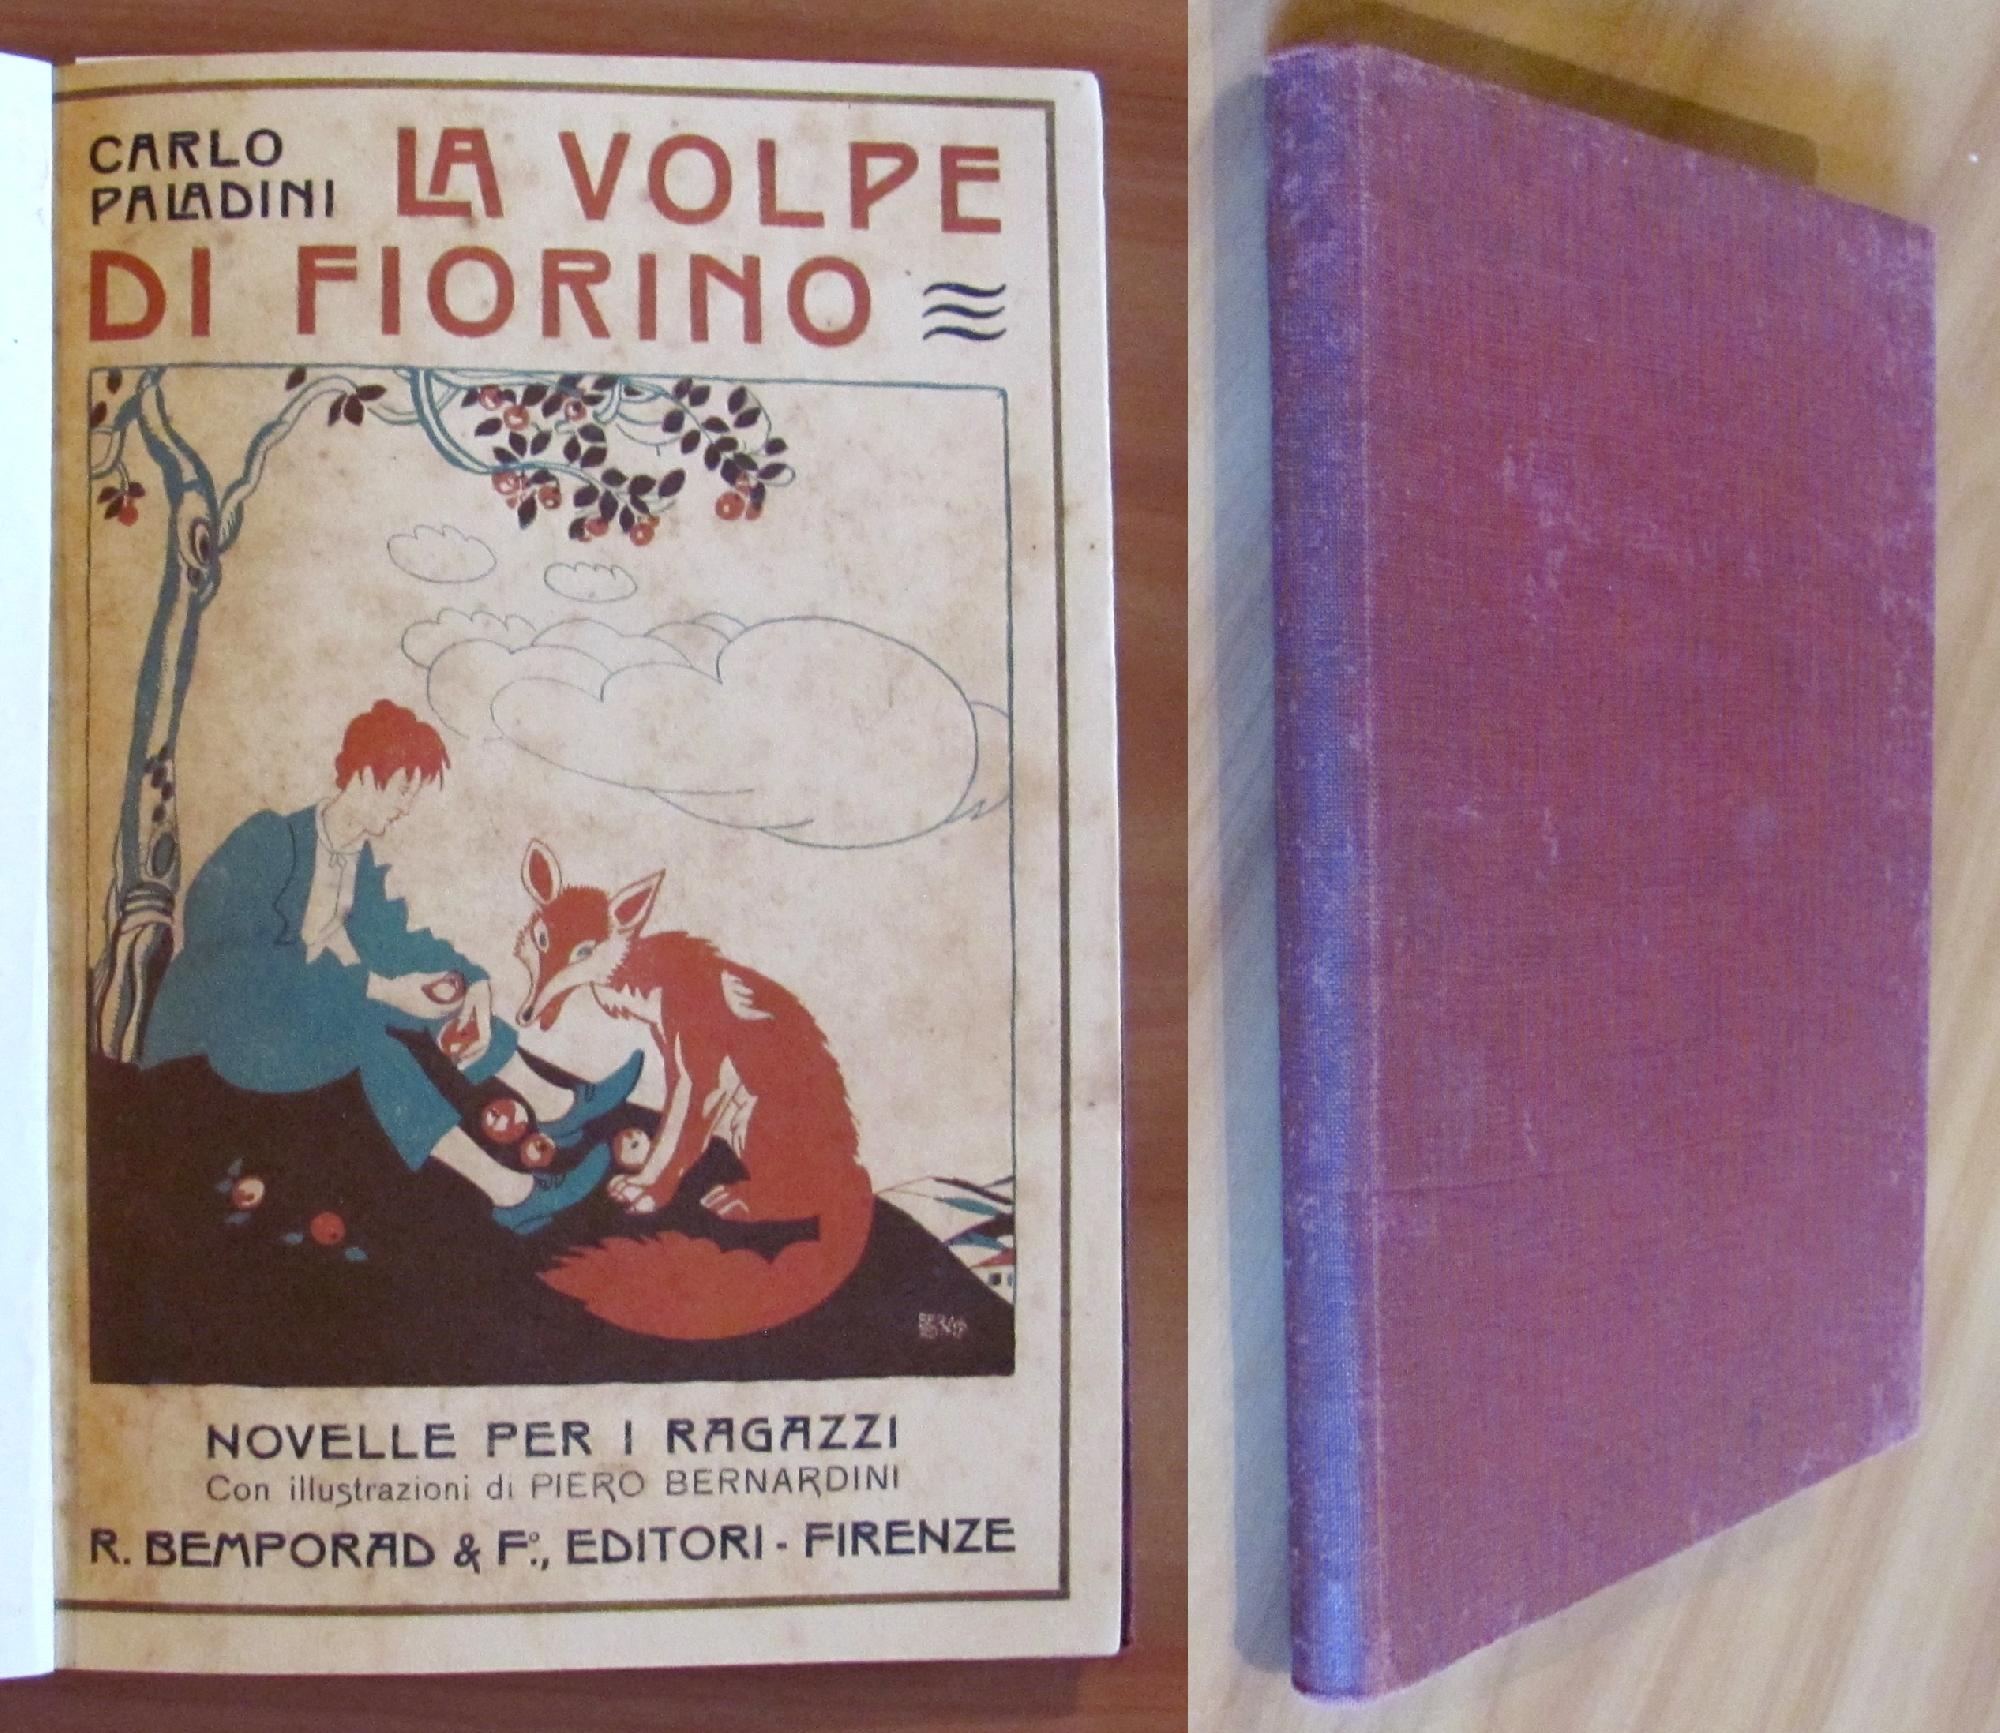 CARLO
PALADINI
LA VOLPE
DI FIORINO
NOVELLE PER I RAGAZZI
Con illustrazioni di PIERO BERNARDINI
R. BEMPORAD & F.º, EDITORI - FIRENZE